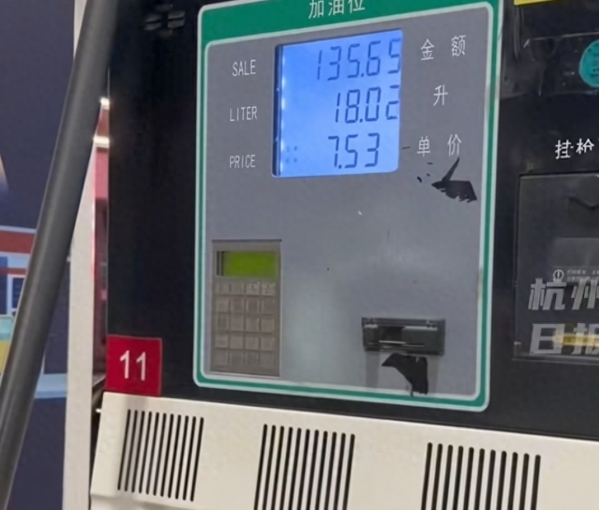 加油位
SALE 135.65 金额
LITER 18.02 升
PRICE 7.53 单价
挂枪
杭州
日报
11